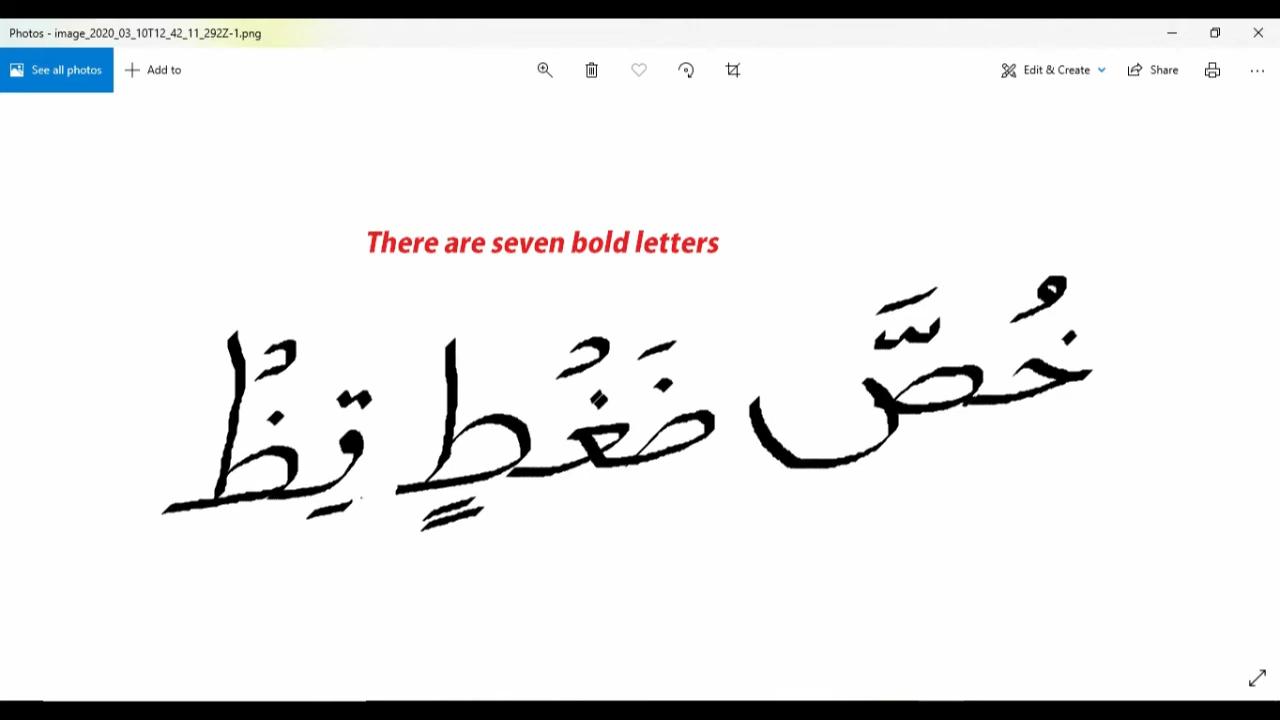 Photos - image_2020_03_10T12_42_11_292Z-1.png
See all photos
Add to
Edit & Create
Share
There are seven bold letters
خُصَّ ضَغْطٍ قِظْ